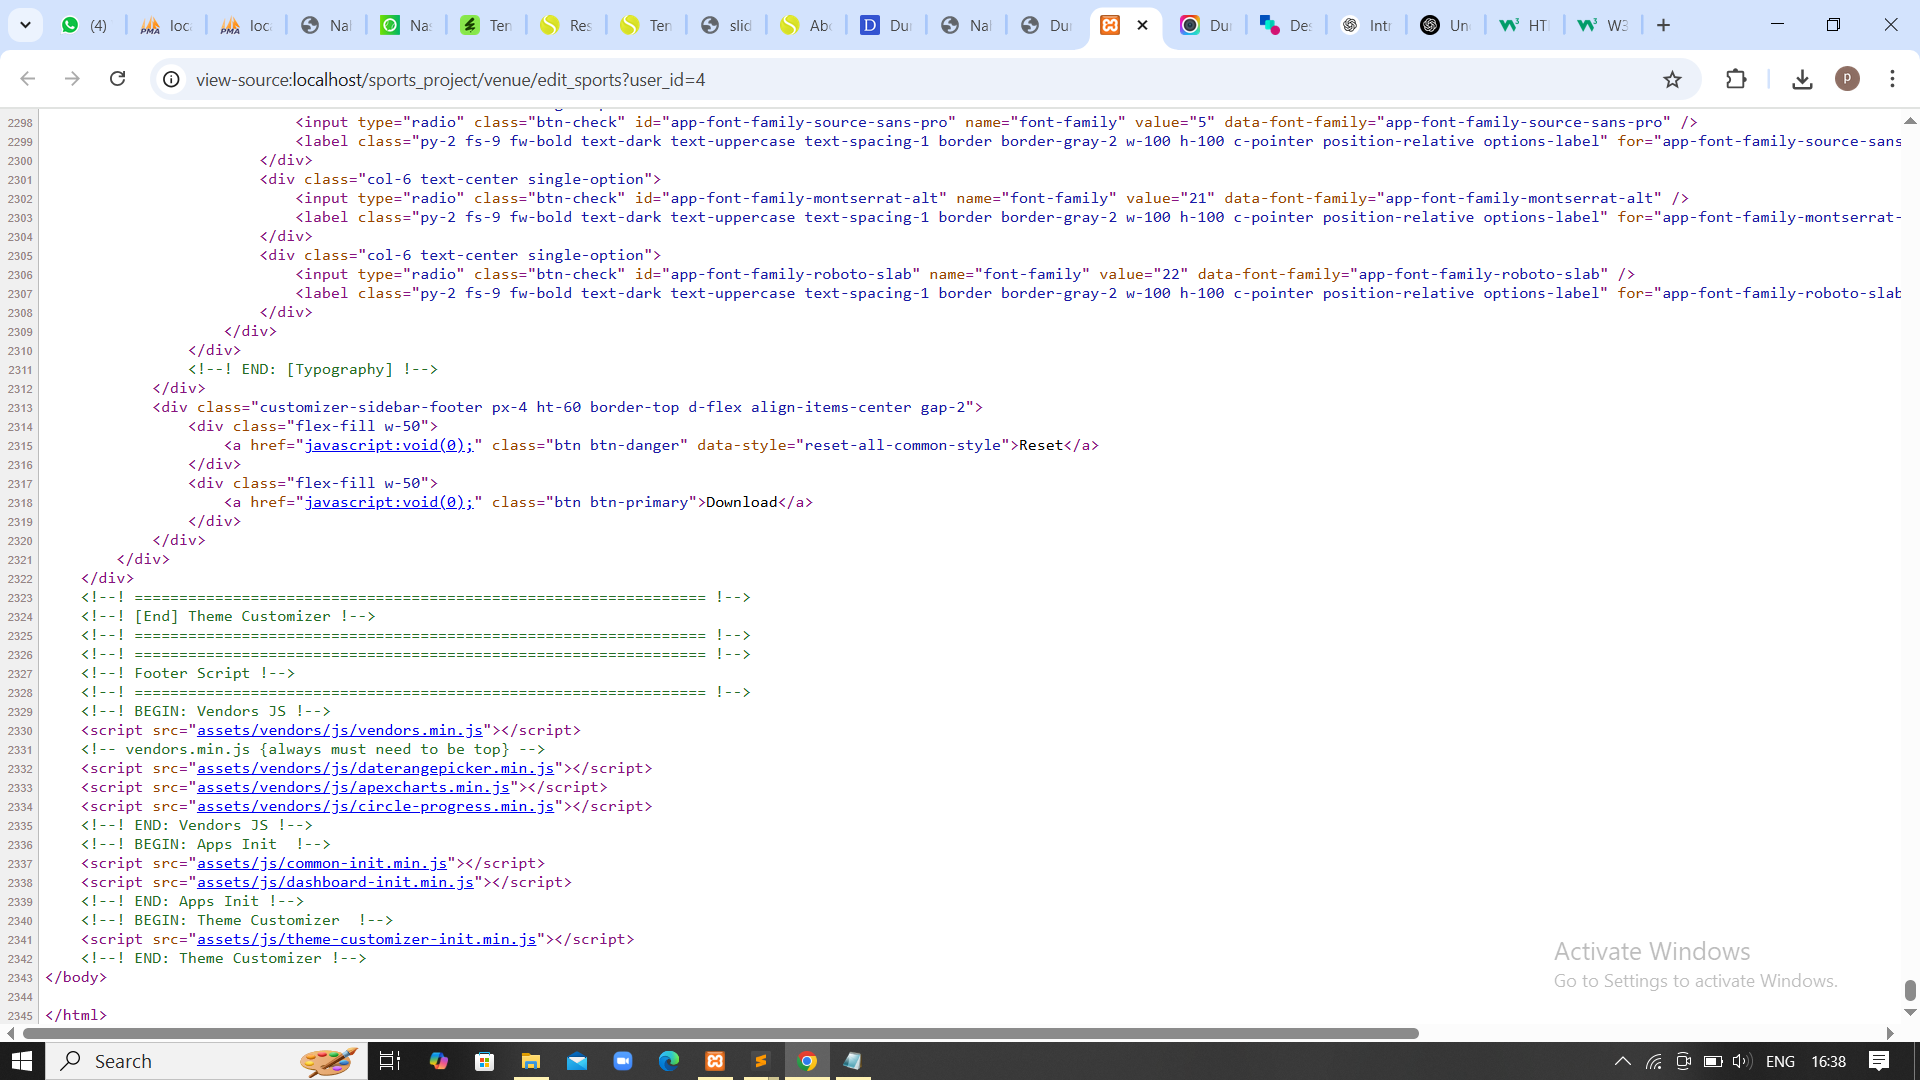 (4)
loc
loc
Nal
Na
Ten
Res
Ten
slid
Abo
Du
Nal
Du
Du
Des
Intr
Un
HT
W3
view-source:localhost/sports_project/venue/edit_sports?user_id=4
P
2298 <input type="radio" class="btn-check" id="app-font-family-source-sans-pro" name="font-family" value="5" data-font-family="app-font-family-source-sans-pro" />
2299 <label class="py-2 fs-9 fw-bold text-dark text-uppercase text-spacing-1 border border-gray-2 w-100 h-100 c-pointer position-relative options-label" for="app-font-family-source-sans
2300 </div>
2301 <div class="col-6 text-center single-option">
2302 <input type="radio" class="btn-check" id="app-font-family-montserrat-alt" name="font-family" value="21" data-font-family="app-font-family-montserrat-alt" />
2303 <label class="py-2 fs-9 fw-bold text-dark text-uppercase text-spacing-1 border border-gray-2 w-100 h-100 c-pointer position-relative options-label" for="app-font-family-montserrat-
2304 </div>
2305 <div class="col-6 text-center single-option">
2306 <input type="radio" class="btn-check" id="app-font-family-roboto-slab" name="font-family" value="22" data-font-family="app-font-family-roboto-slab" />
2307 <label class="py-2 fs-9 fw-bold text-dark text-uppercase text-spacing-1 border border-gray-2 w-100 h-100 c-pointer position-relative options-label" for="app-font-family-roboto-slab
2308 </div>
2309 </div>
2310 </div>
2311 <!--! END: [Typography] !-->
2312 </div>
2313 <div class="customizer-sidebar-footer px-4 ht-60 border-top d-flex align-items-center gap-2">
2314 <div class="flex-fill w-50">
2315 <a href="javascript:void(0);" class="btn btn-danger" data-style="reset-all-common-style">Reset</a>
2316 </div>
2317 <div class="flex-fill w-50">
2318 <a href="javascript:void(0);" class="btn btn-primary">Download</a>
2319 </div>
2320 </div>
2321 </div>
2322 </div>
2323 <!--! ================================================================ !-->
2324 <!--! [End] Theme Customizer !-->
2325 <!--! ================================================================ !-->
2326 <!--! ================================================================ !-->
2327 <!--! Footer Script !-->
2328 <!--! ================================================================ !-->
2329 <!--! BEGIN: Vendors JS !-->
2330 <script src="assets/vendors/js/vendors.min.js"></script>
2331 <!-- vendors.min.js {always must need to be top} -->
2332 <script src="assets/vendors/js/daterangepicker.min.js"></script>
2333 <script src="assets/vendors/js/apexcharts.min.js"></script>
2334 <script src="assets/vendors/js/circle-progress.min.js"></script>
2335 <!--! END: Vendors JS !-->
2336 <!--! BEGIN: Apps Init  !-->
2337 <script src="assets/js/common-init.min.js"></script>
2338 <script src="assets/js/dashboard-init.min.js"></script>
2339 <!--! END: Apps Init !-->
2340 <!--! BEGIN: Theme Customizer  !-->
2341 <script src="assets/js/theme-customizer-init.min.js"></script>
2342 <!--! END: Theme Customizer !-->
2343 </body>
2344
2345 </html>
Activate Windows
Go to Settings to activate Windows.
Search
ENG
16:38